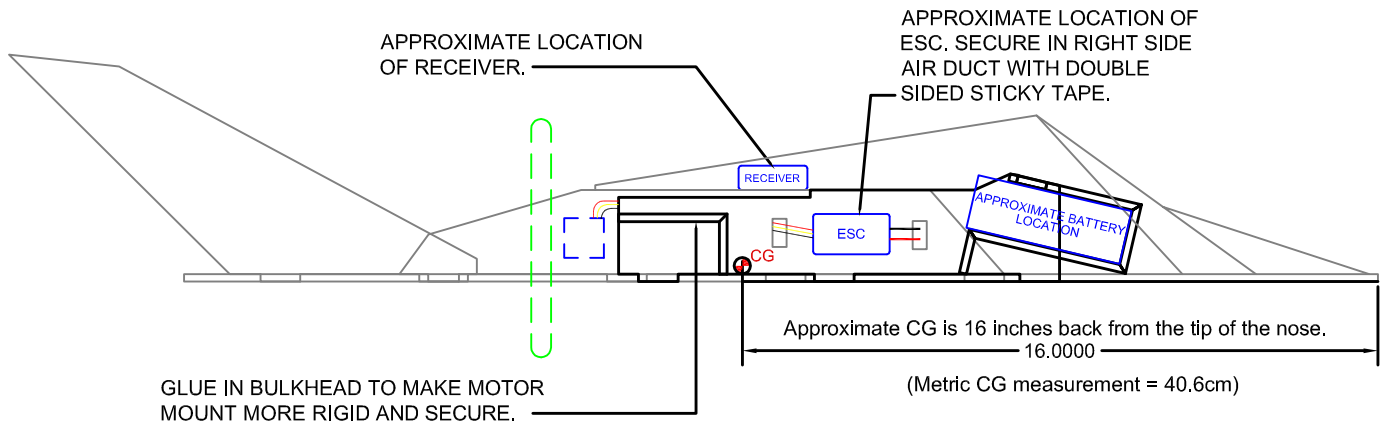 APPROXIMATE LOCATION
OF RECEIVER.
APPROXIMATE LOCATION OF
ESC. SECURE IN RIGHT SIDE
AIR DUCT WITH DOUBLE
SIDED STICKY TAPE.
RECEIVER
ESC
APPROXIMATE BATTERY
LOCATION
CG
Approximate CG is 16 inches back from the tip of the nose.
16.0000
(Metric CG measurement = 40.6cm)
GLUE IN BULKHEAD TO MAKE MOTOR
MOUNT MORE RIGID AND SECURE.